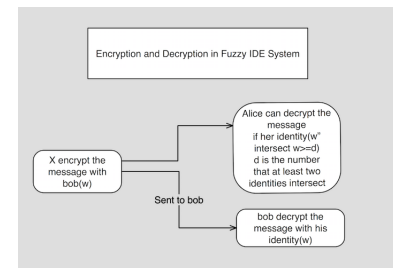 Encryption and Decryption in Fuzzy IDE System
Alice can decrypt the
message
if her identity(w"
intersect w>=d)
d is the number
that at least two
identities intersect
X encrypt the
message with
bob(w)
Sent to bob
bob decrypt the
message with his
identity(w)